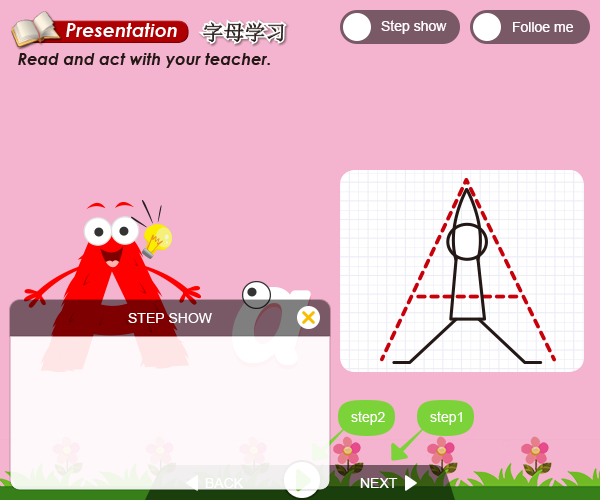 Presentation 字母学习
Step show
Folloe me
Read and act with your teacher.
STEP SHOW
a
step2
step1
BACK
NEXT